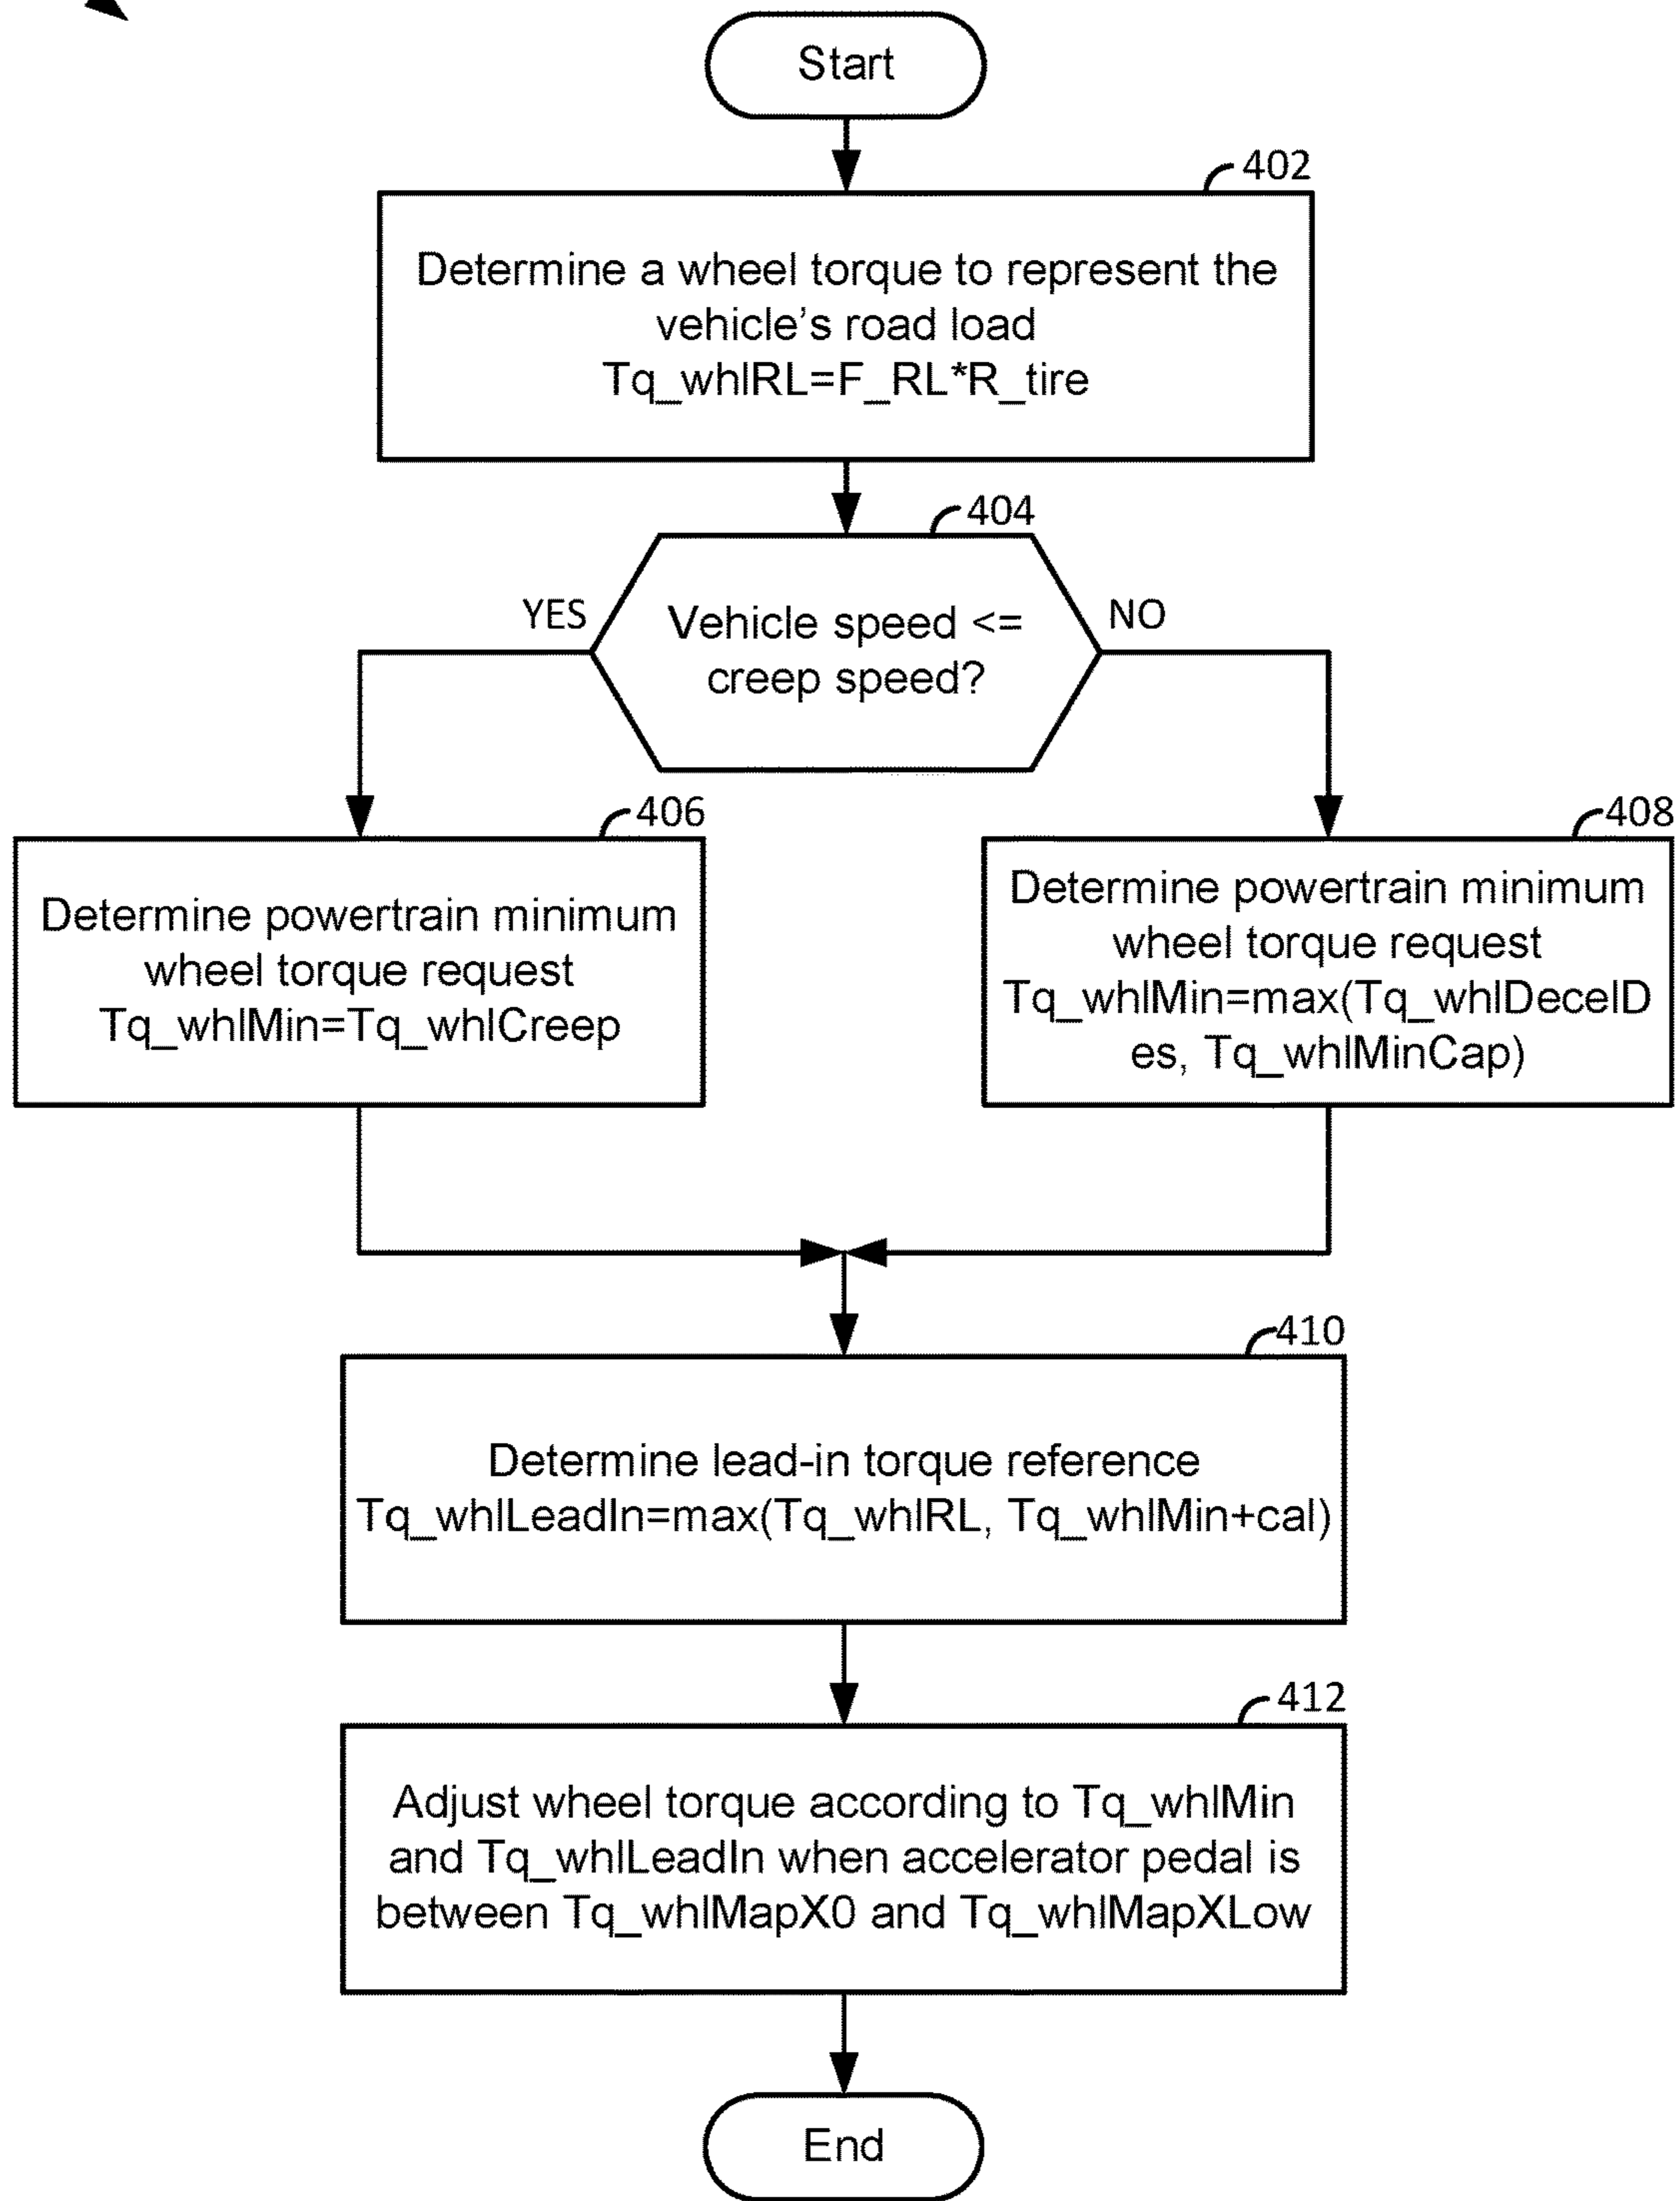 Start
402
Determine a wheel torque to represent the
vehicle's road load
Tq_whlRL=F_RL*R_tire
404
YES
Vehicle speed <=
creep speed?
NO
406
Determine powertrain minimum
wheel torque request
Tq_whlMin=Tq_whlCreep
408
Determine powertrain minimum
wheel torque request
Tq_whlMin=max(Tq_whlDecelD
es, Tq_whlMinCap)
410
Determine lead-in torque reference
Tq_whlLeadIn=max(Tq_whlRL, Tq_whlMin+cal)
412
Adjust wheel torque according to Tq_whlMin
and Tq_whlLeadIn when accelerator pedal is
between Tq_whlMapX0 and Tq_whlMapXLow
End